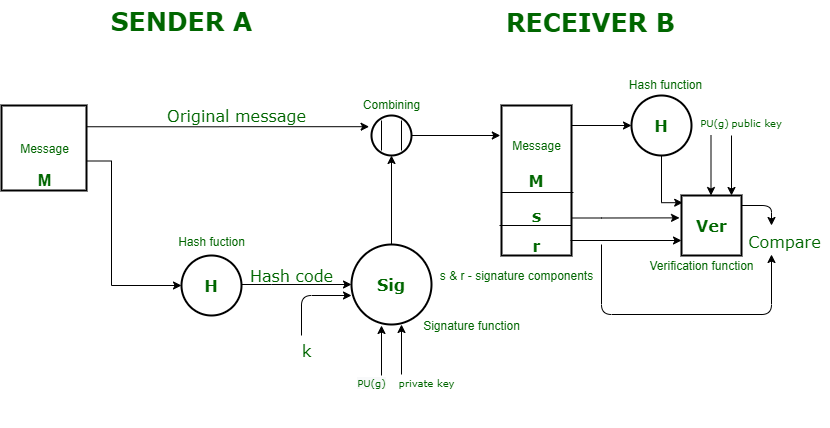 SENDER A
RECEIVER B
Message
M
Original message
Combining
Hash fuction
H
Hash code
k
Sig
Signature function
PU(g)
private key
s & r - signature components
Message
M
s
r
Hash function
H
PU(g) public key
Ver
Verification function
Compare